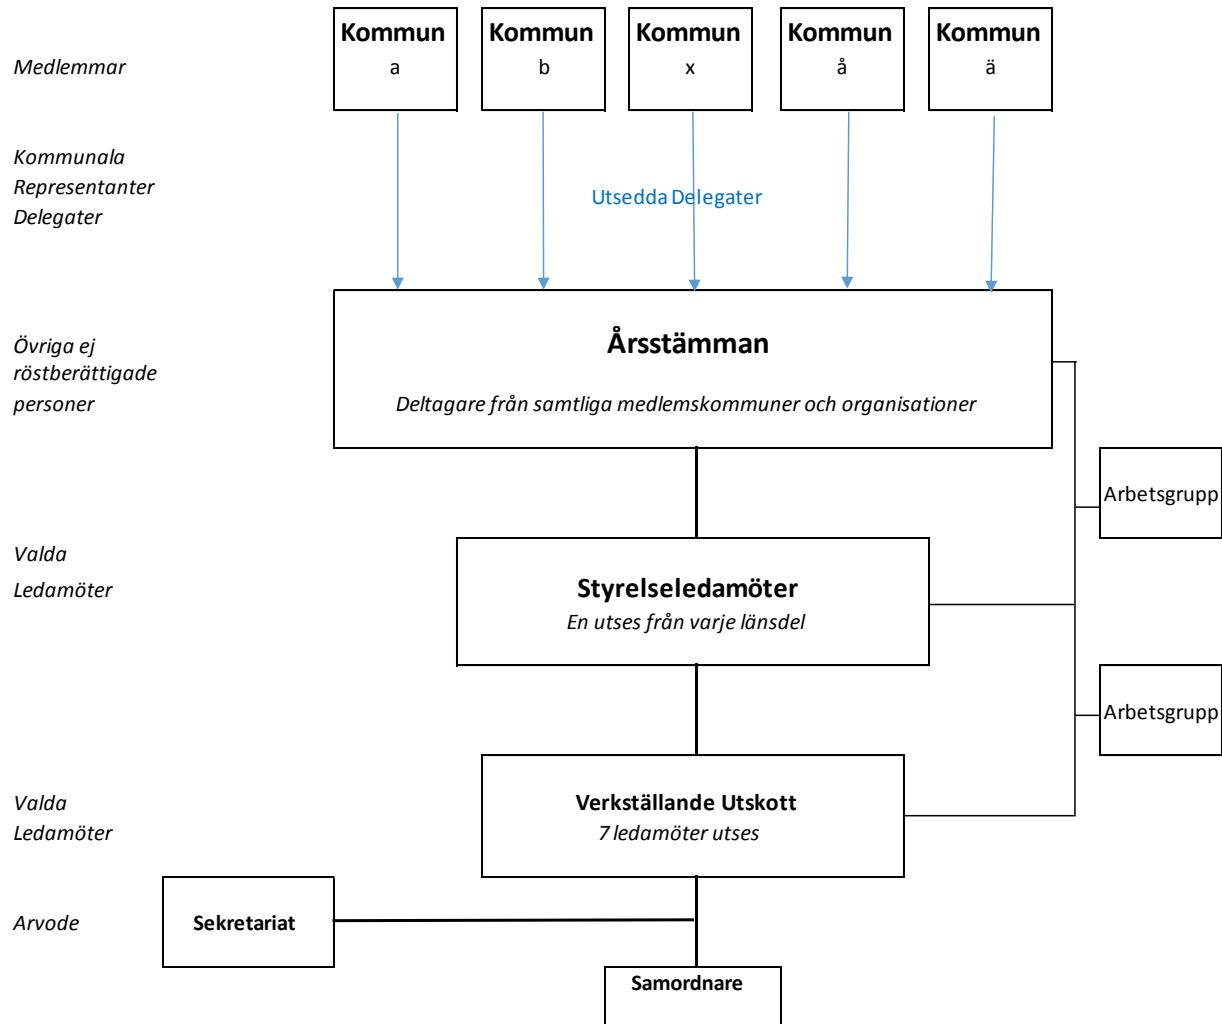 Kommun
a
Kommun
b
Kommun
x
Kommun
å
Kommun
ä
Medlemmar
Kommunala
Representanter
Delegater
Utsedda Delegater
Övriga ej
röstberättigade
personer
Årsstämman
Deltagare från samtliga medlemskommuner och organisationer
Arbetsgrupp
Valda
Ledamöter
Styrelseledamöter
En utses från varje länsdel
Arbetsgrupp
Valda
Ledamöter
Verkställande Utskott
7 ledamöter utses
Arvode
Sekretariat
Samordnare